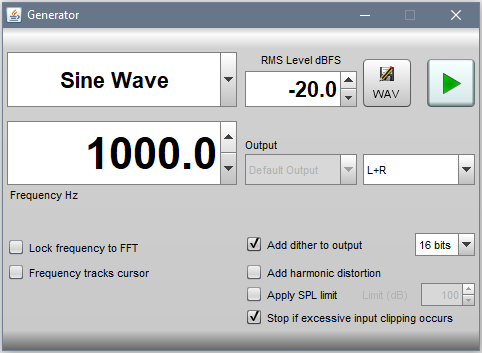 Generator
Sine Wave
RMS Level dBFS
-20.0
WAV
1000.0
Frequency Hz
Output
Default Output
L+R
Lock frequency to FFT
Frequency tracks cursor
Add dither to output
16 bits
Add harmonic distortion
Apply SPL limit
Limit (dB)
100
Stop if excessive input clipping occurs